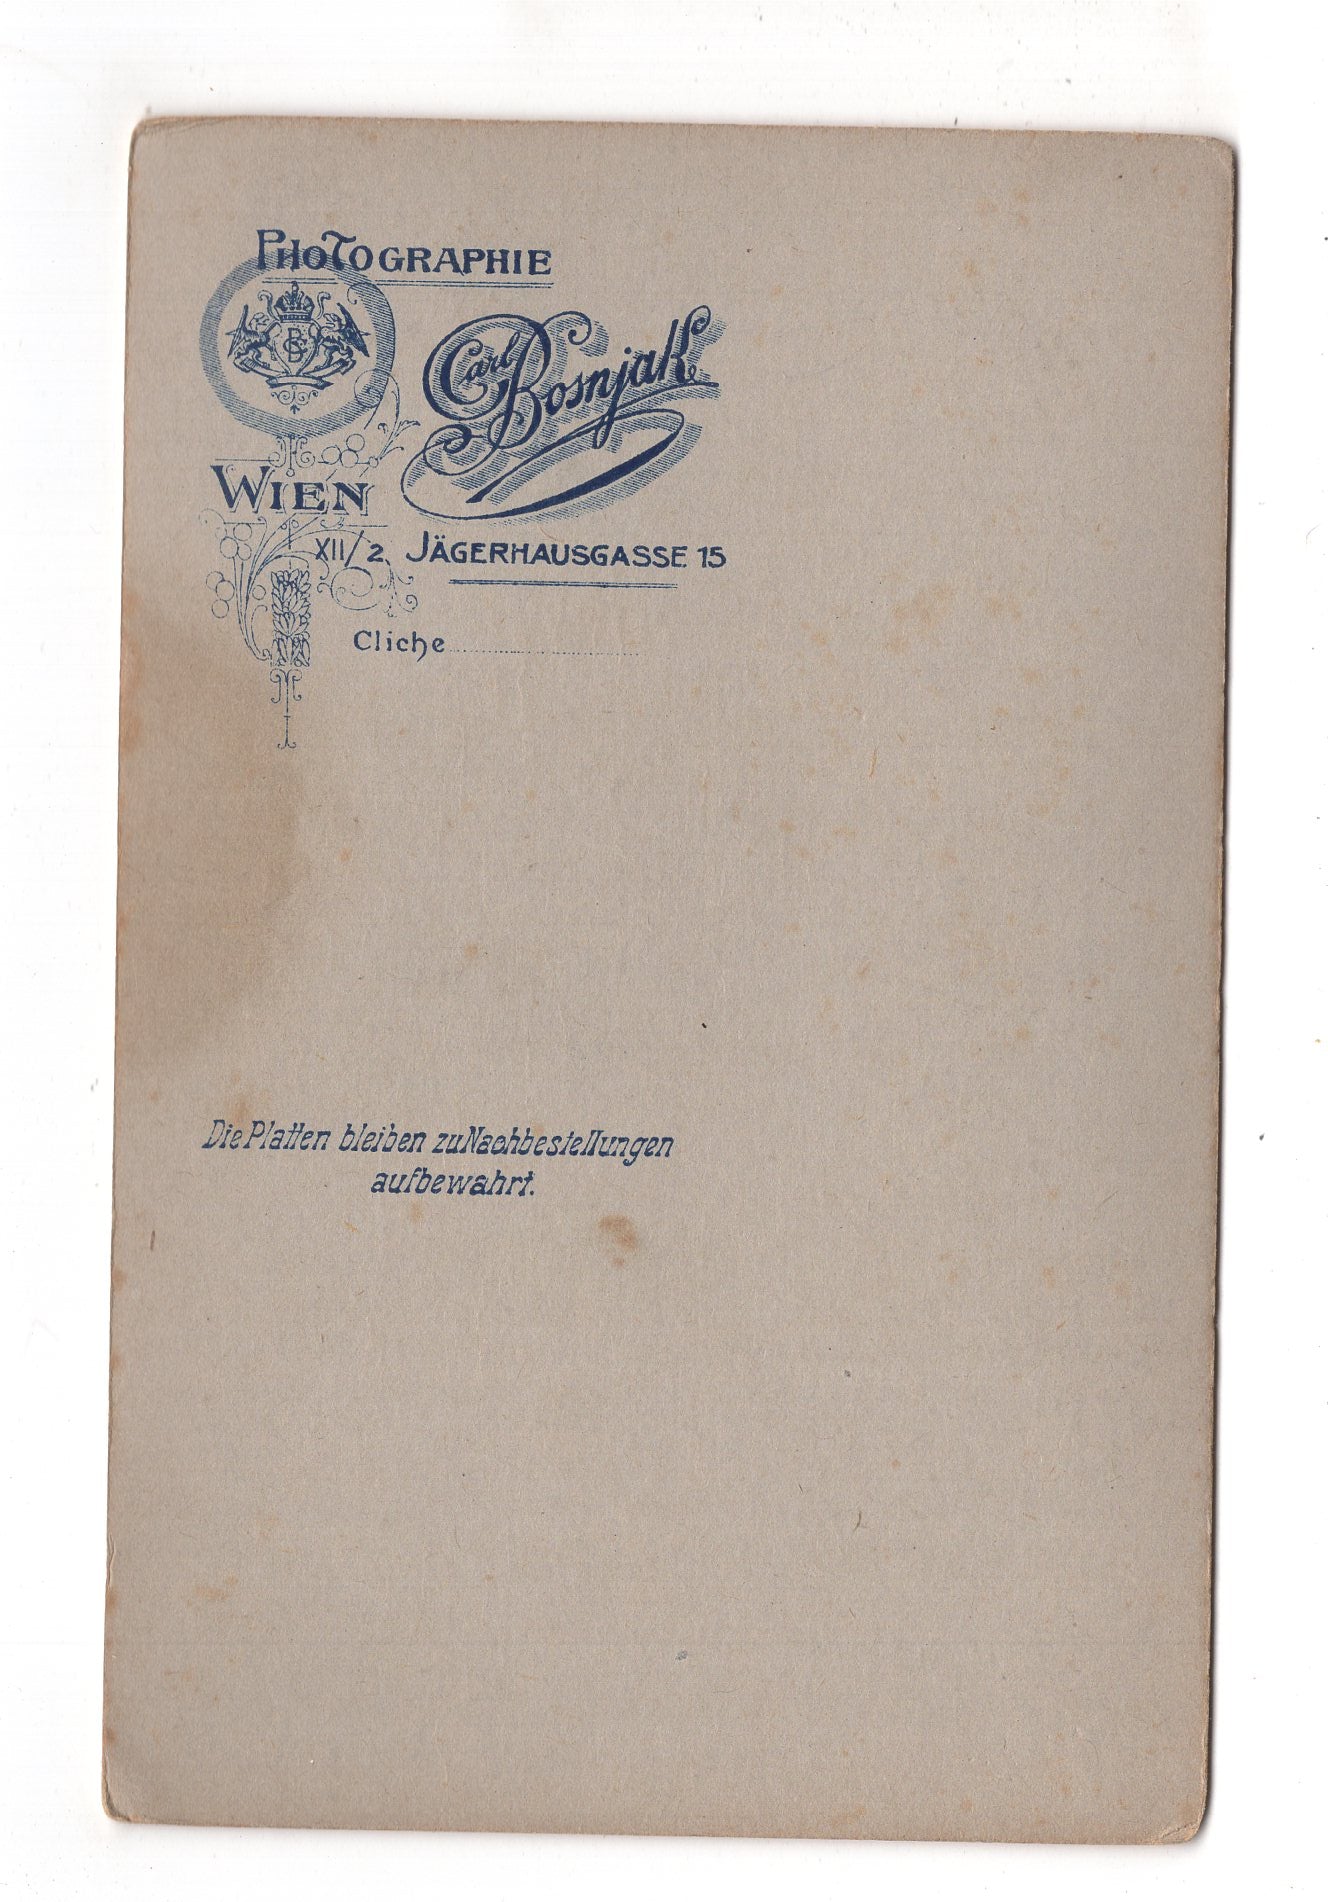 PHOTOGRAPHIE
Carl Bosnjak
WIEN
XII/2, JÄGERHAUSGASSE 15
Cliche
Die Platten bleiben zu Nachbestellungen
aufbewahrt.